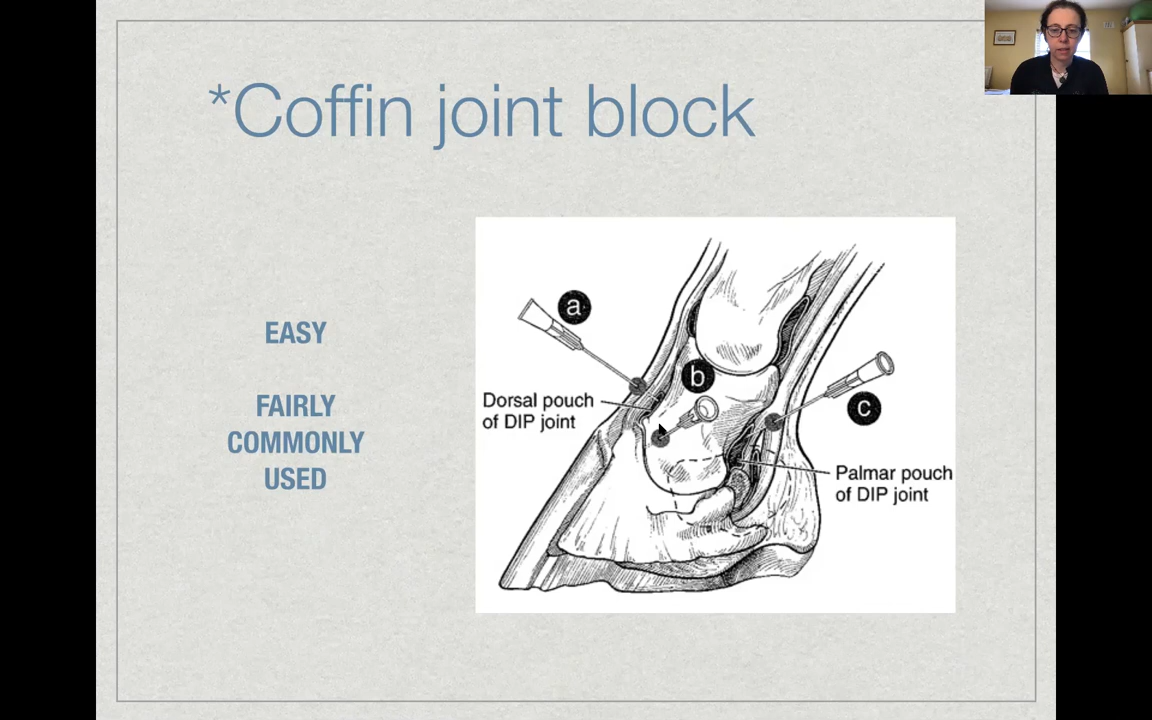 *Coffin joint block
EASY
FAIRLY
COMMONLY
USED
a
b
c
Dorsal pouch
of DIP joint
Palmar pouch
of DIP joint